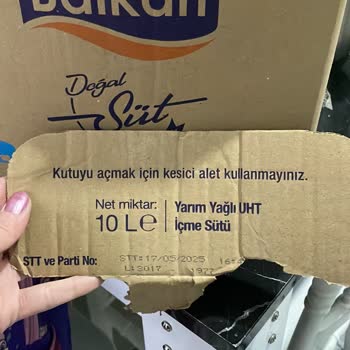 Balkan
Doğal
Süt
Kutuyu açmak için kesici alet kullanmayınız.
Net miktar:
10 L℮
Yarım Yağlı UHT
İçme Sütü
STT ve Parti No:
STT:17/05/2025